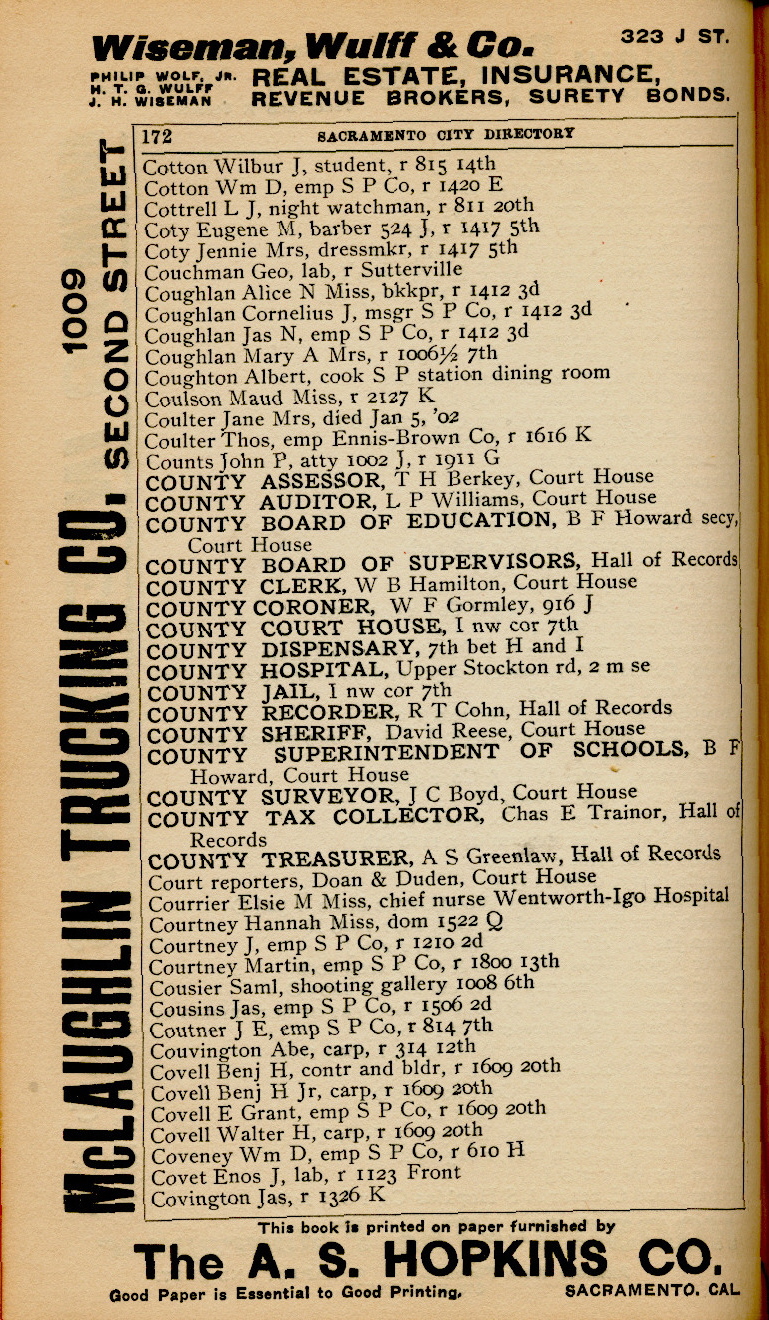 Wiseman, Wulff & Co. 323 J ST.
PHILIP WOLF, JR.
H. T. G. WULFF
J. H. WISEMAN
REAL ESTATE, INSURANCE,
REVENUE BROKERS, SURETY BONDS.
172 SACRAMENTO CITY DIRECTORY
Cotton Wilbur J, student, r 815 14th
Cotton Wm D, emp S P Co, r 1420 E
Cottrell L J, night watchman, r 811 20th
Coty Eugene M, barber 524 J, r 1417 5th
Coty Jennie Mrs, dressmkr, r 1417 5th
Couchman Geo, lab, r Sutterville
Coughlan Alice N Miss, bkkpr, r 1412 3d
Coughlan Cornelius J, msgr S P Co, r 1412 3d
Coughlan Jas N, emp S P Co, r 1412 3d
Coughlan Mary A Mrs, r 1006½ 7th
Coughton Albert, cook S P station dining room
Coulson Maud Miss, r 2127 K
Coulter Jane Mrs, died Jan 5, '02
Coulter Thos, emp Ennis-Brown Co, r 1616 K
Counts John P, atty 1002 J, r 1911 G
COUNTY ASSESSOR, T H Berkey, Court House
COUNTY AUDITOR, L P Williams, Court House
COUNTY BOARD OF EDUCATION, B F Howard secy,
Court House
COUNTY BOARD OF SUPERVISORS, Hall of Records
COUNTY CLERK, W B Hamilton, Court House
COUNTY CORONER, W F Gormley, 916 J
COUNTY COURT HOUSE, I nw cor 7th
COUNTY DISPENSARY, 7th bet H and I
COUNTY HOSPITAL, Upper Stockton rd, 2 m se
COUNTY JAIL, I nw cor 7th
COUNTY RECORDER, R T Cohn, Hall of Records
COUNTY SHERIFF, David Reese, Court House
COUNTY SUPERINTENDENT OF SCHOOLS, B F
Howard, Court House
COUNTY SURVEYOR, J C Boyd, Court House
COUNTY TAX COLLECTOR, Chas E Trainor, Hall of
Records
COUNTY TREASURER, A S Greenlaw, Hall of Records
Court reporters, Doan & Duden, Court House
Courrier Elsie M Miss, chief nurse Wentworth-Igo Hospital
Courtney Hannah Miss, dom 1522 Q
Courtney J, emp S P Co, r 1210 2d
Courtney Martin, emp S P Co, r 1800 13th
Cousier Saml, shooting gallery 1008 6th
Cousins Jas, emp S P Co, r 1506 2d
Coutner J E, emp S P Co, r 814 7th
Couvington Abe, carp, r 314 12th
Covell Benj H, contr and bldr, r 1609 20th
Covell Benj H Jr, carp, r 1609 20th
Covell E Grant, emp S P Co, r 1609 20th
Covell Walter H, carp, r 1609 20th
Coveney Wm D, emp S P Co, r 610 H
Covet Enos J, lab, r 1123 Front
Covington Jas, r 1326 K
McLAUGHLIN TRUCKING CO.
1009
SECOND STREET
This book is printed on paper furnished by
The A. S. HOPKINS CO.
Good Paper is Essential to Good Printing. SACRAMENTO. CAL